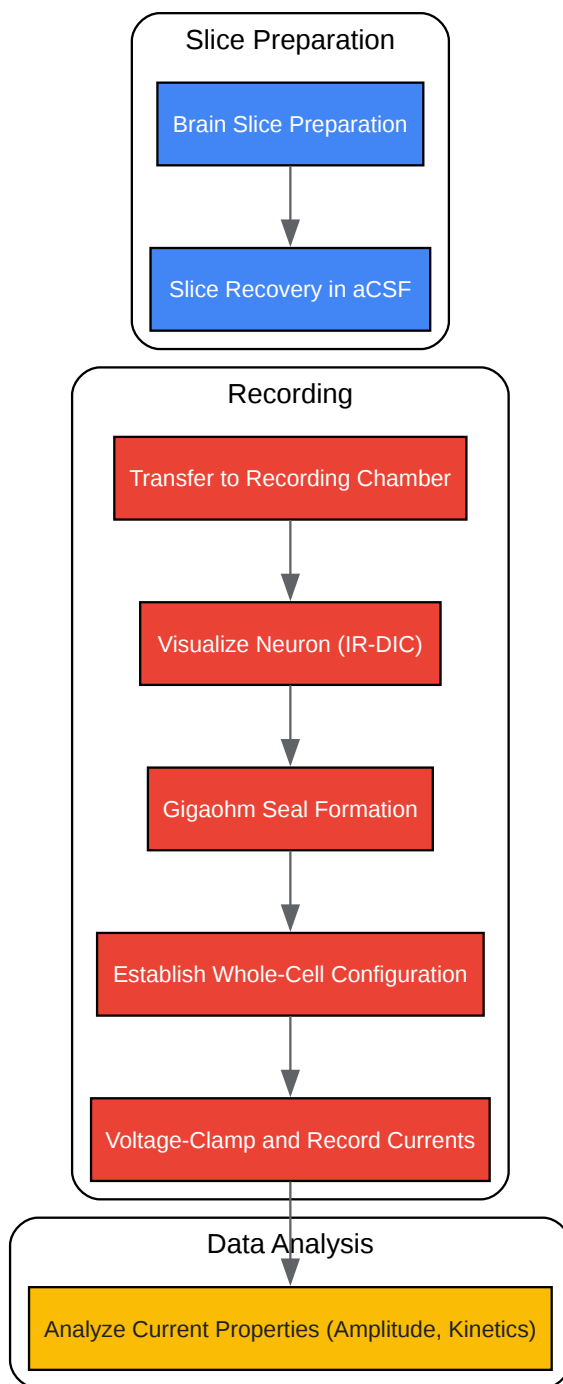 Slice Preparation
Brain Slice Preparation
Slice Recovery in aCSF
Recording
Transfer to Recording Chamber
Visualize Neuron (IR-DIC)
Gigaohm Seal Formation
Establish Whole-Cell Configuration
Voltage-Clamp and Record Currents
Data Analysis
Analyze Current Properties (Amplitude, Kinetics)